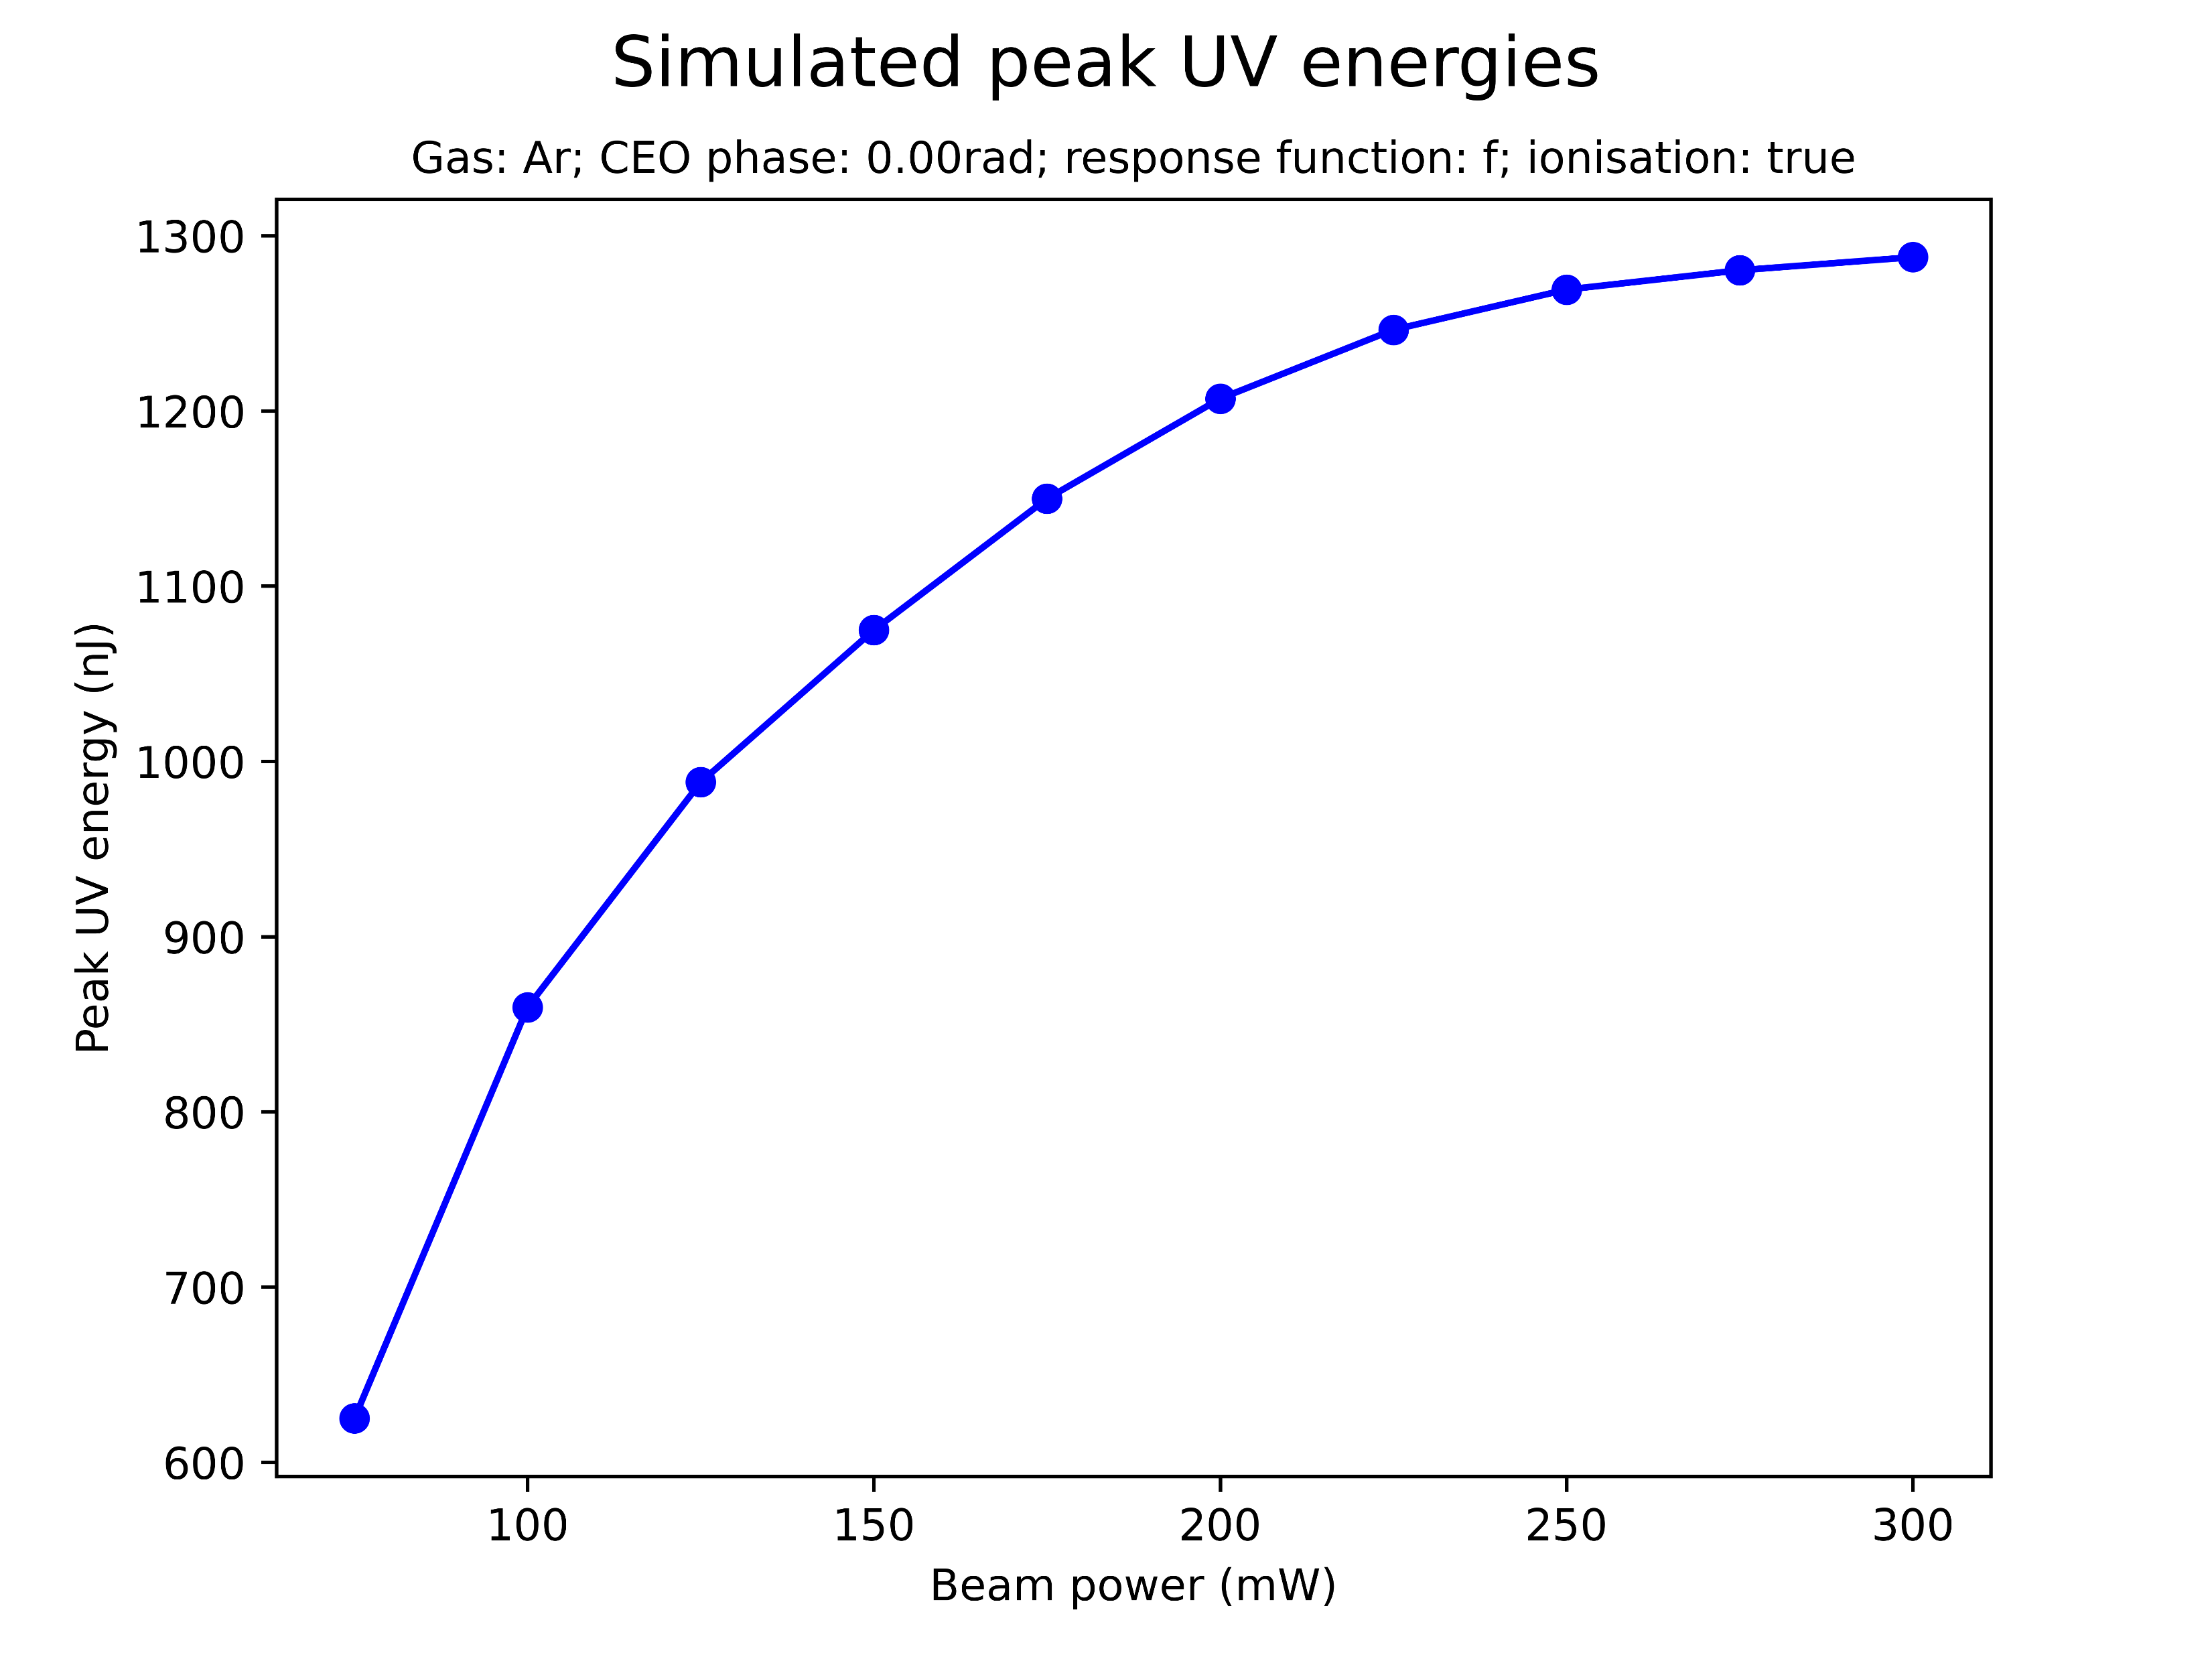 Simulated peak UV energies
Gas: Ar; CEO phase: 0.00rad; response function: f; ionisation: true
1300
1200
1100
1000
900
800
700
600
Peak UV energy (nJ)
100 150 200 250 300
Beam power (mW)